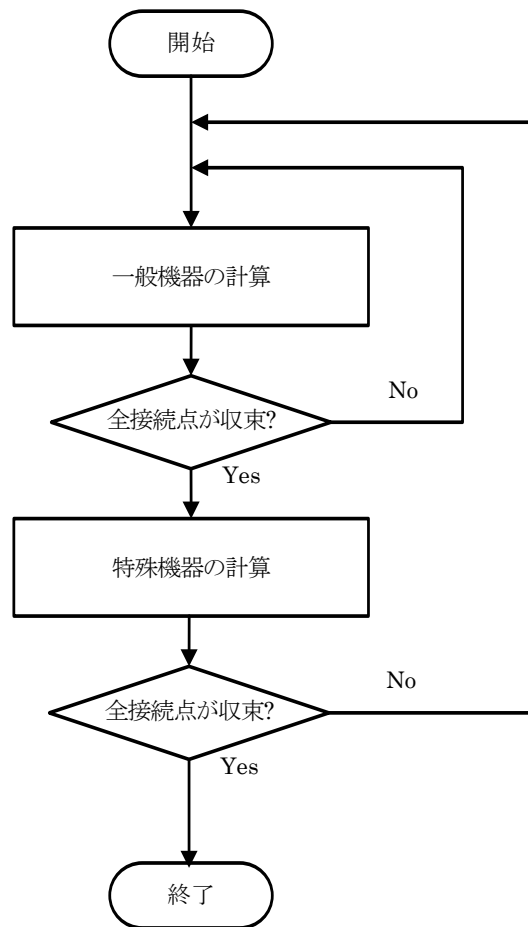 開始
一般機器の計算
全接続点が収束?
No
Yes
特殊機器の計算
全接続点が収束?
No
Yes
終了